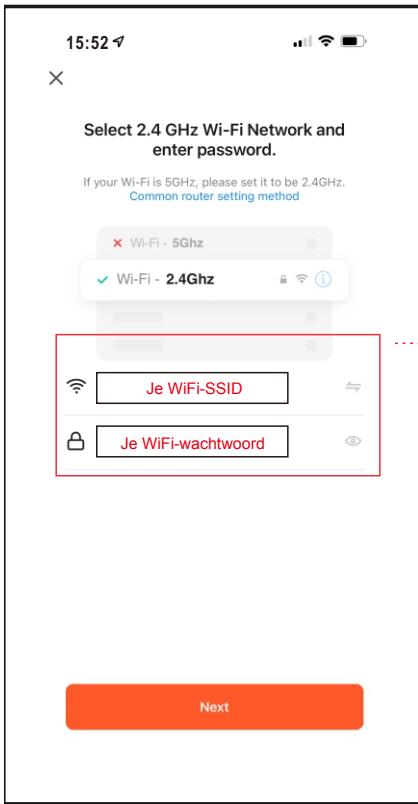 15:52
Select 2.4 GHz Wi-Fi Network and
enter password.
If your Wi-Fi is 5GHz, please set it to be 2.4GHz.
Common router setting method
Wi-Fi - 5Ghz
Wi-Fi - 2.4Ghz
Je WiFi-SSID
Je WiFi-wachtwoord
Next